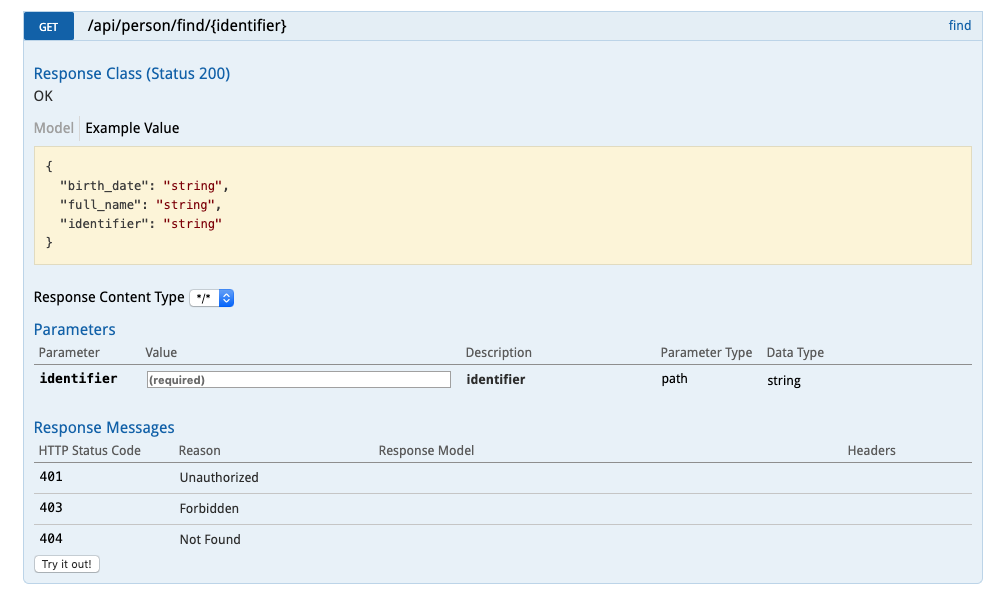 GET /api/person/find/{identifier} find
Response Class (Status 200)
OK
Model Example Value
{
"birth_date": "string",
"full_name": "string",
"identifier": "string"
}
Response Content Type */*
Parameters
Parameter Value Description Parameter Type Data Type
identifier (required) identifier path string
Response Messages
HTTP Status Code Reason Response Model Headers
401 Unauthorized
403 Forbidden
404 Not Found
Try it out!